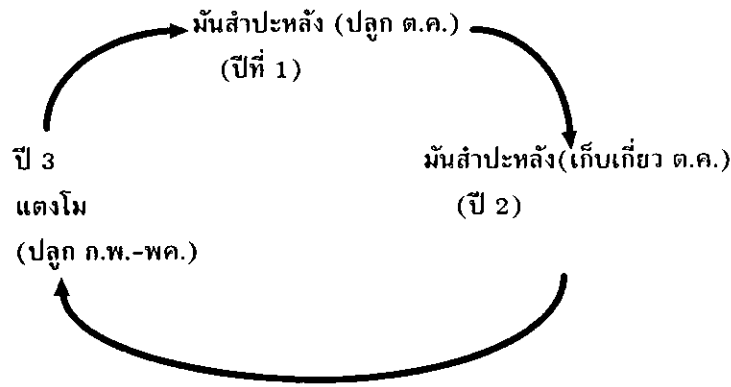 มันสำปะหลัง (ปลูก ต.ค.)
(ปีที่ 1)
มันสำปะหลัง(เก็บเกี่ยว ต.ค.)
(ปี 2)
ปี 3
แตงโม
(ปลูก ก.พ.-พค.)